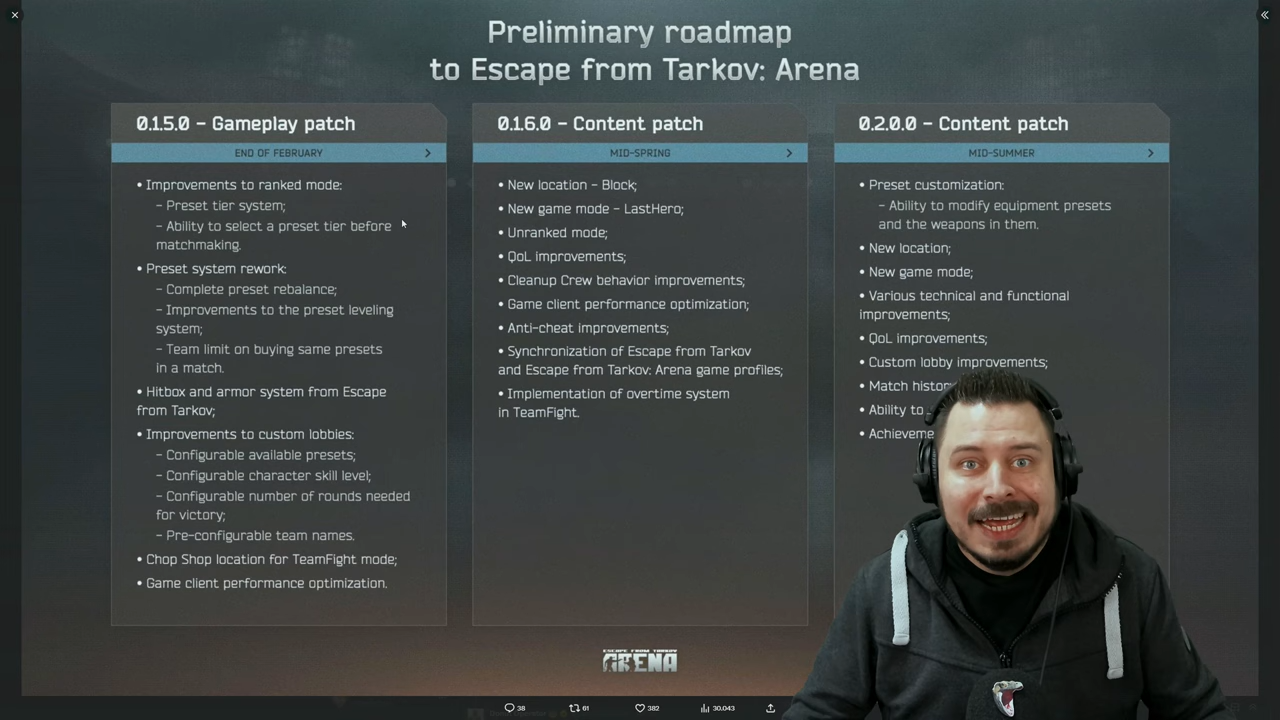 Preliminary roadmap
to Escape from Tarkov: Arena
0.1.5.0 – Gameplay patch
END OF FEBRUARY
• Improvements to ranked mode:
– Preset tier system;
– Ability to select a preset tier before
matchmaking.
• Preset system rework:
– Complete preset rebalance;
– Improvements to the preset leveling
system;
– Team limit on buying same presets
in a match.
• Hitbox and armor system from Escape
from Tarkov;
• Improvements to custom lobbies:
– Configurable available presets;
– Configurable character skill level;
– Configurable number of rounds needed
for victory;
– Pre-configurable team names.
• Chop Shop location for TeamFight mode;
• Game client performance optimization.
0.1.6.0 – Content patch
MID-SPRING
• New location – Block;
• New game mode – LastHero;
• Unranked mode;
• QoL improvements;
• Cleanup Crew behavior improvements;
• Game client performance optimization;
• Anti-cheat improvements;
• Synchronization of Escape from Tarkov
and Escape from Tarkov: Arena game profiles;
• Implementation of overtime system
in TeamFight.
0.2.0.0 – Content patch
MID-SUMMER
• Preset customization:
– Ability to modify equipment presets
and the weapons in them.
• New location;
• New game mode;
• Various technical and functional
improvements;
• QoL improvements;
• Custom lobby improvements;
• Match
• Ability to
ESCAPE FROM TARKOV
ARENA
38
61
382
30.043